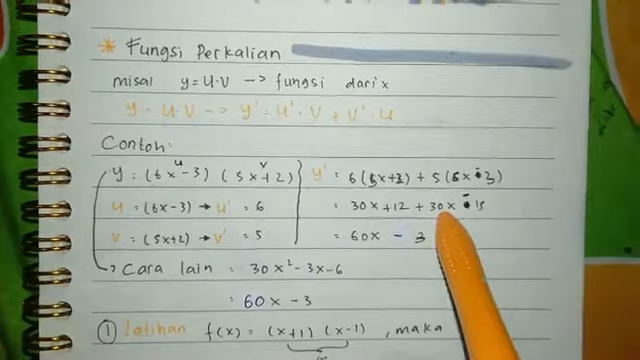 * Fungsi Perkalian
misal y = u·v → fungsi dari x
y = u·v → y' = u'·v + v'·u
Contoh:
y = (6x-3) (5x+2) y' = 6(5x+2) + 5(6x-3)
u = (6x-3) → u' = 6 = 30x+12 + 30x - 15
v = (5x+2) → v' = 5 = 60x - 3
→ Cara lain = 30x² - 3x - 6
= 60x - 3
① latihan f(x) = (x+1) (x-1), maka